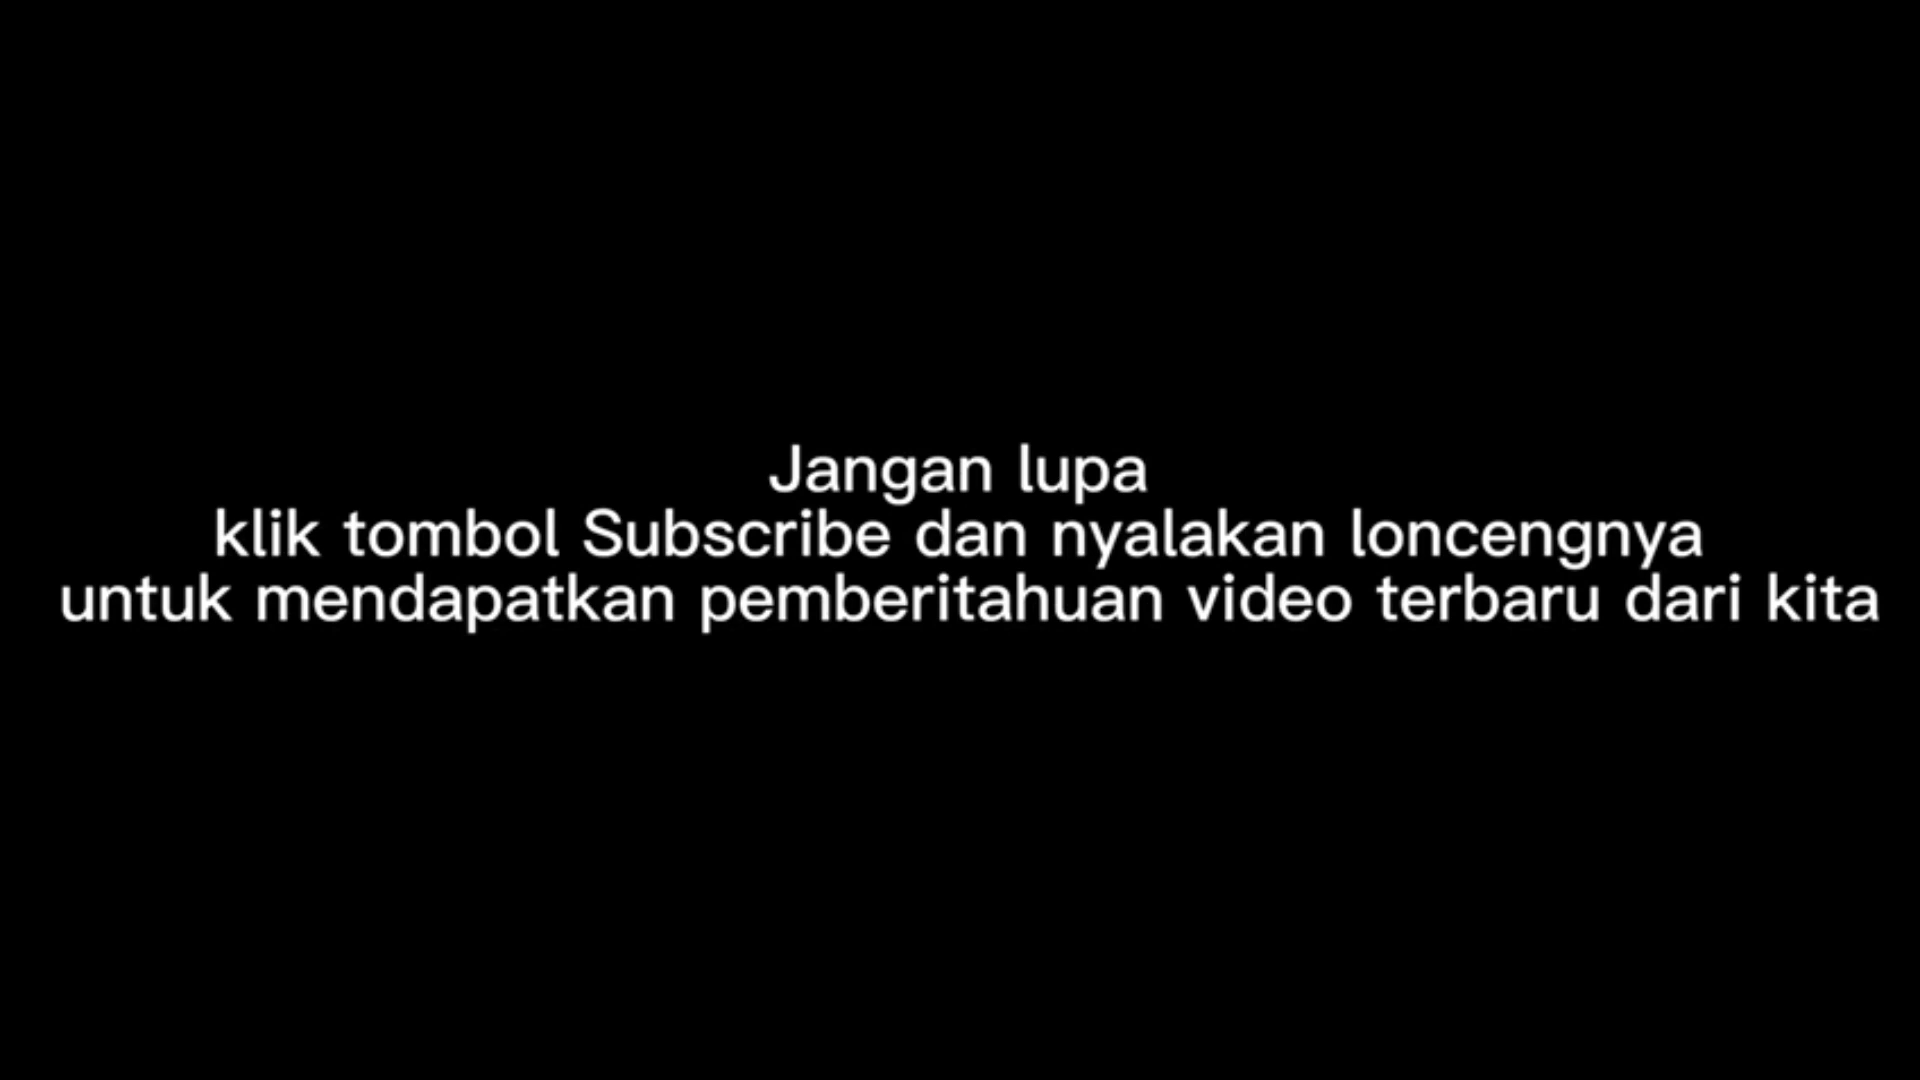 Jangan lupa
klik tombol Subscribe dan nyalakan loncengnya
untuk mendapatkan pemberitahuan video terbaru dari kita